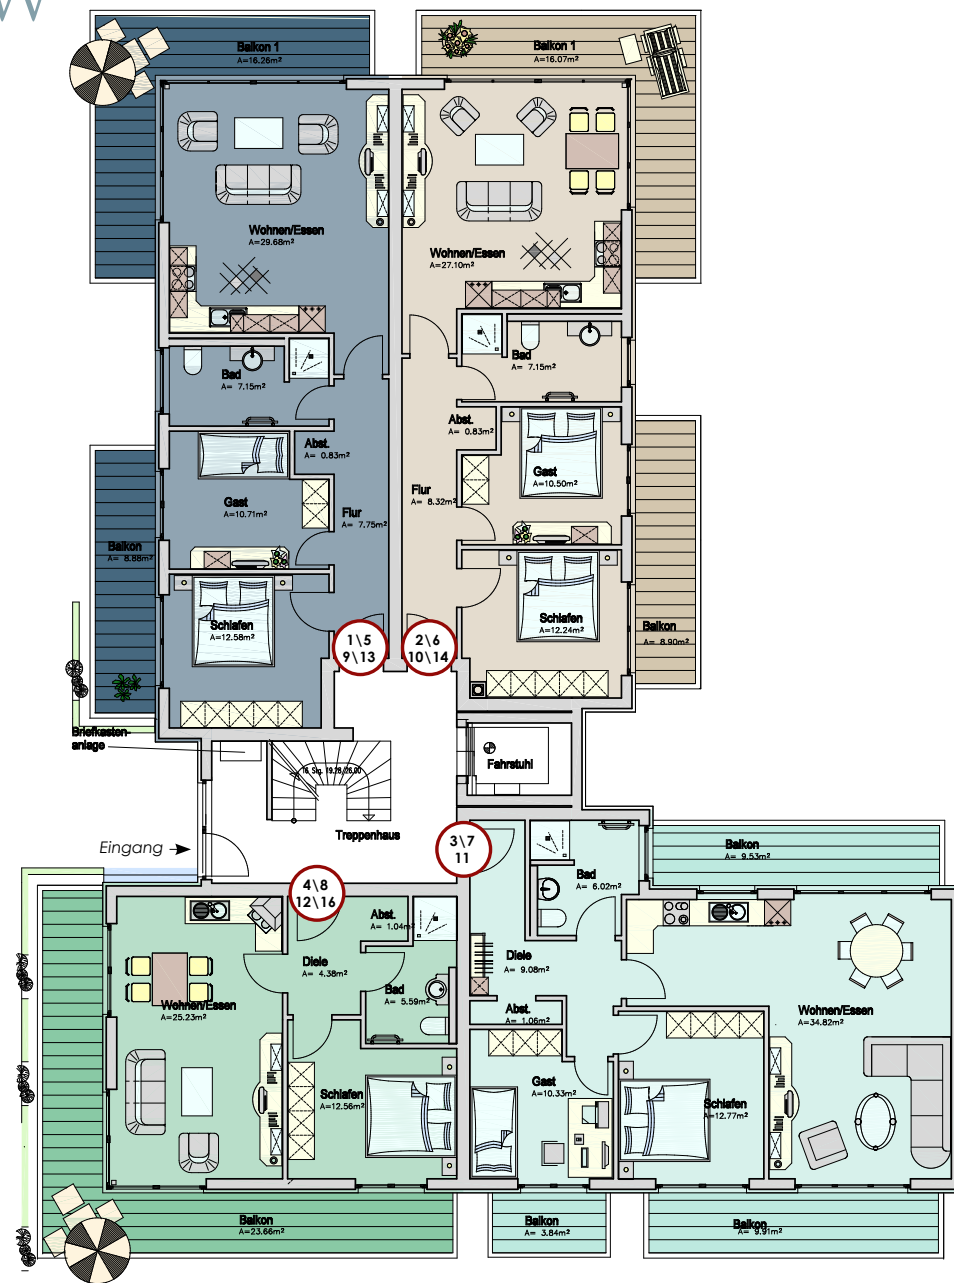 W
Balkon 1
A=16.26m²
Balkon 1
A=16.07m²
Wohnen/Essen
A=29.68m²
Wohnen/Essen
A=27.10m²
Bad
A= 7.15m²
Bad
A= 7.15m²
Abst.
A= 0.83m²
Abst.
A= 0.83m²
Gast
A=10.71m²
Gast
A=10.50m²
Flur
A= 7.75m²
Flur
A= 8.32m²
Balkon
A= 8.88m²
Schlafen
A=12.58m²
Schlafen
A=12.24m²
Balkon
A= 8.90m²
1\5
9\13
2\6
10\14
Briefkasten-
anlage
Fahrstuhl
16 Stg. 19.28/26.00
Treppenhaus
Eingang
3\7
11
4\8
12\16
Balkon
A= 9.53m²
Bad
A= 6.02m²
Abst.
A= 1.04m²
Diele
A= 4.38m²
Diele
A= 9.08m²
Bad
A= 5.59m²
Wohnen/Essen
A=25.23m²
Abst.
A= 1.06m²
Wohnen/Essen
A=34.82m²
Schlafen
A=12.56m²
Gast
A=10.33m²
Schlafen
A=12.77m²
Balkon
A=23.66m²
Balkon
A= 3.84m²
Balkon
A= 9.91m²